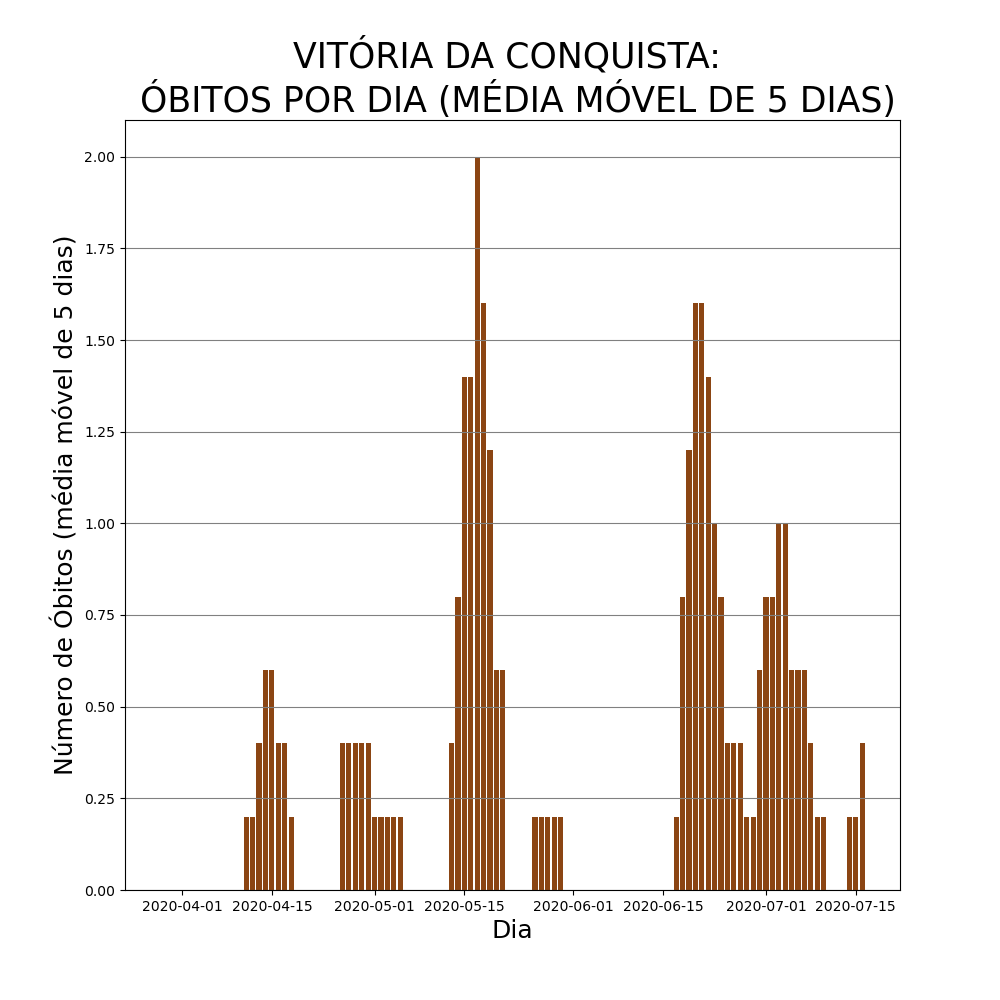 VITÓRIA DA CONQUISTA:
ÓBITOS POR DIA (MÉDIA MÓVEL DE 5 DIAS)
Número de Óbitos (média móvel de 5 dias)
2.00
1.75
1.50
1.25
1.00
0.75
0.50
0.25
0.00
2020-04-01 2020-04-15 2020-05-01 2020-05-15 2020-06-01 2020-06-15 2020-07-01 2020-07-15
Dia